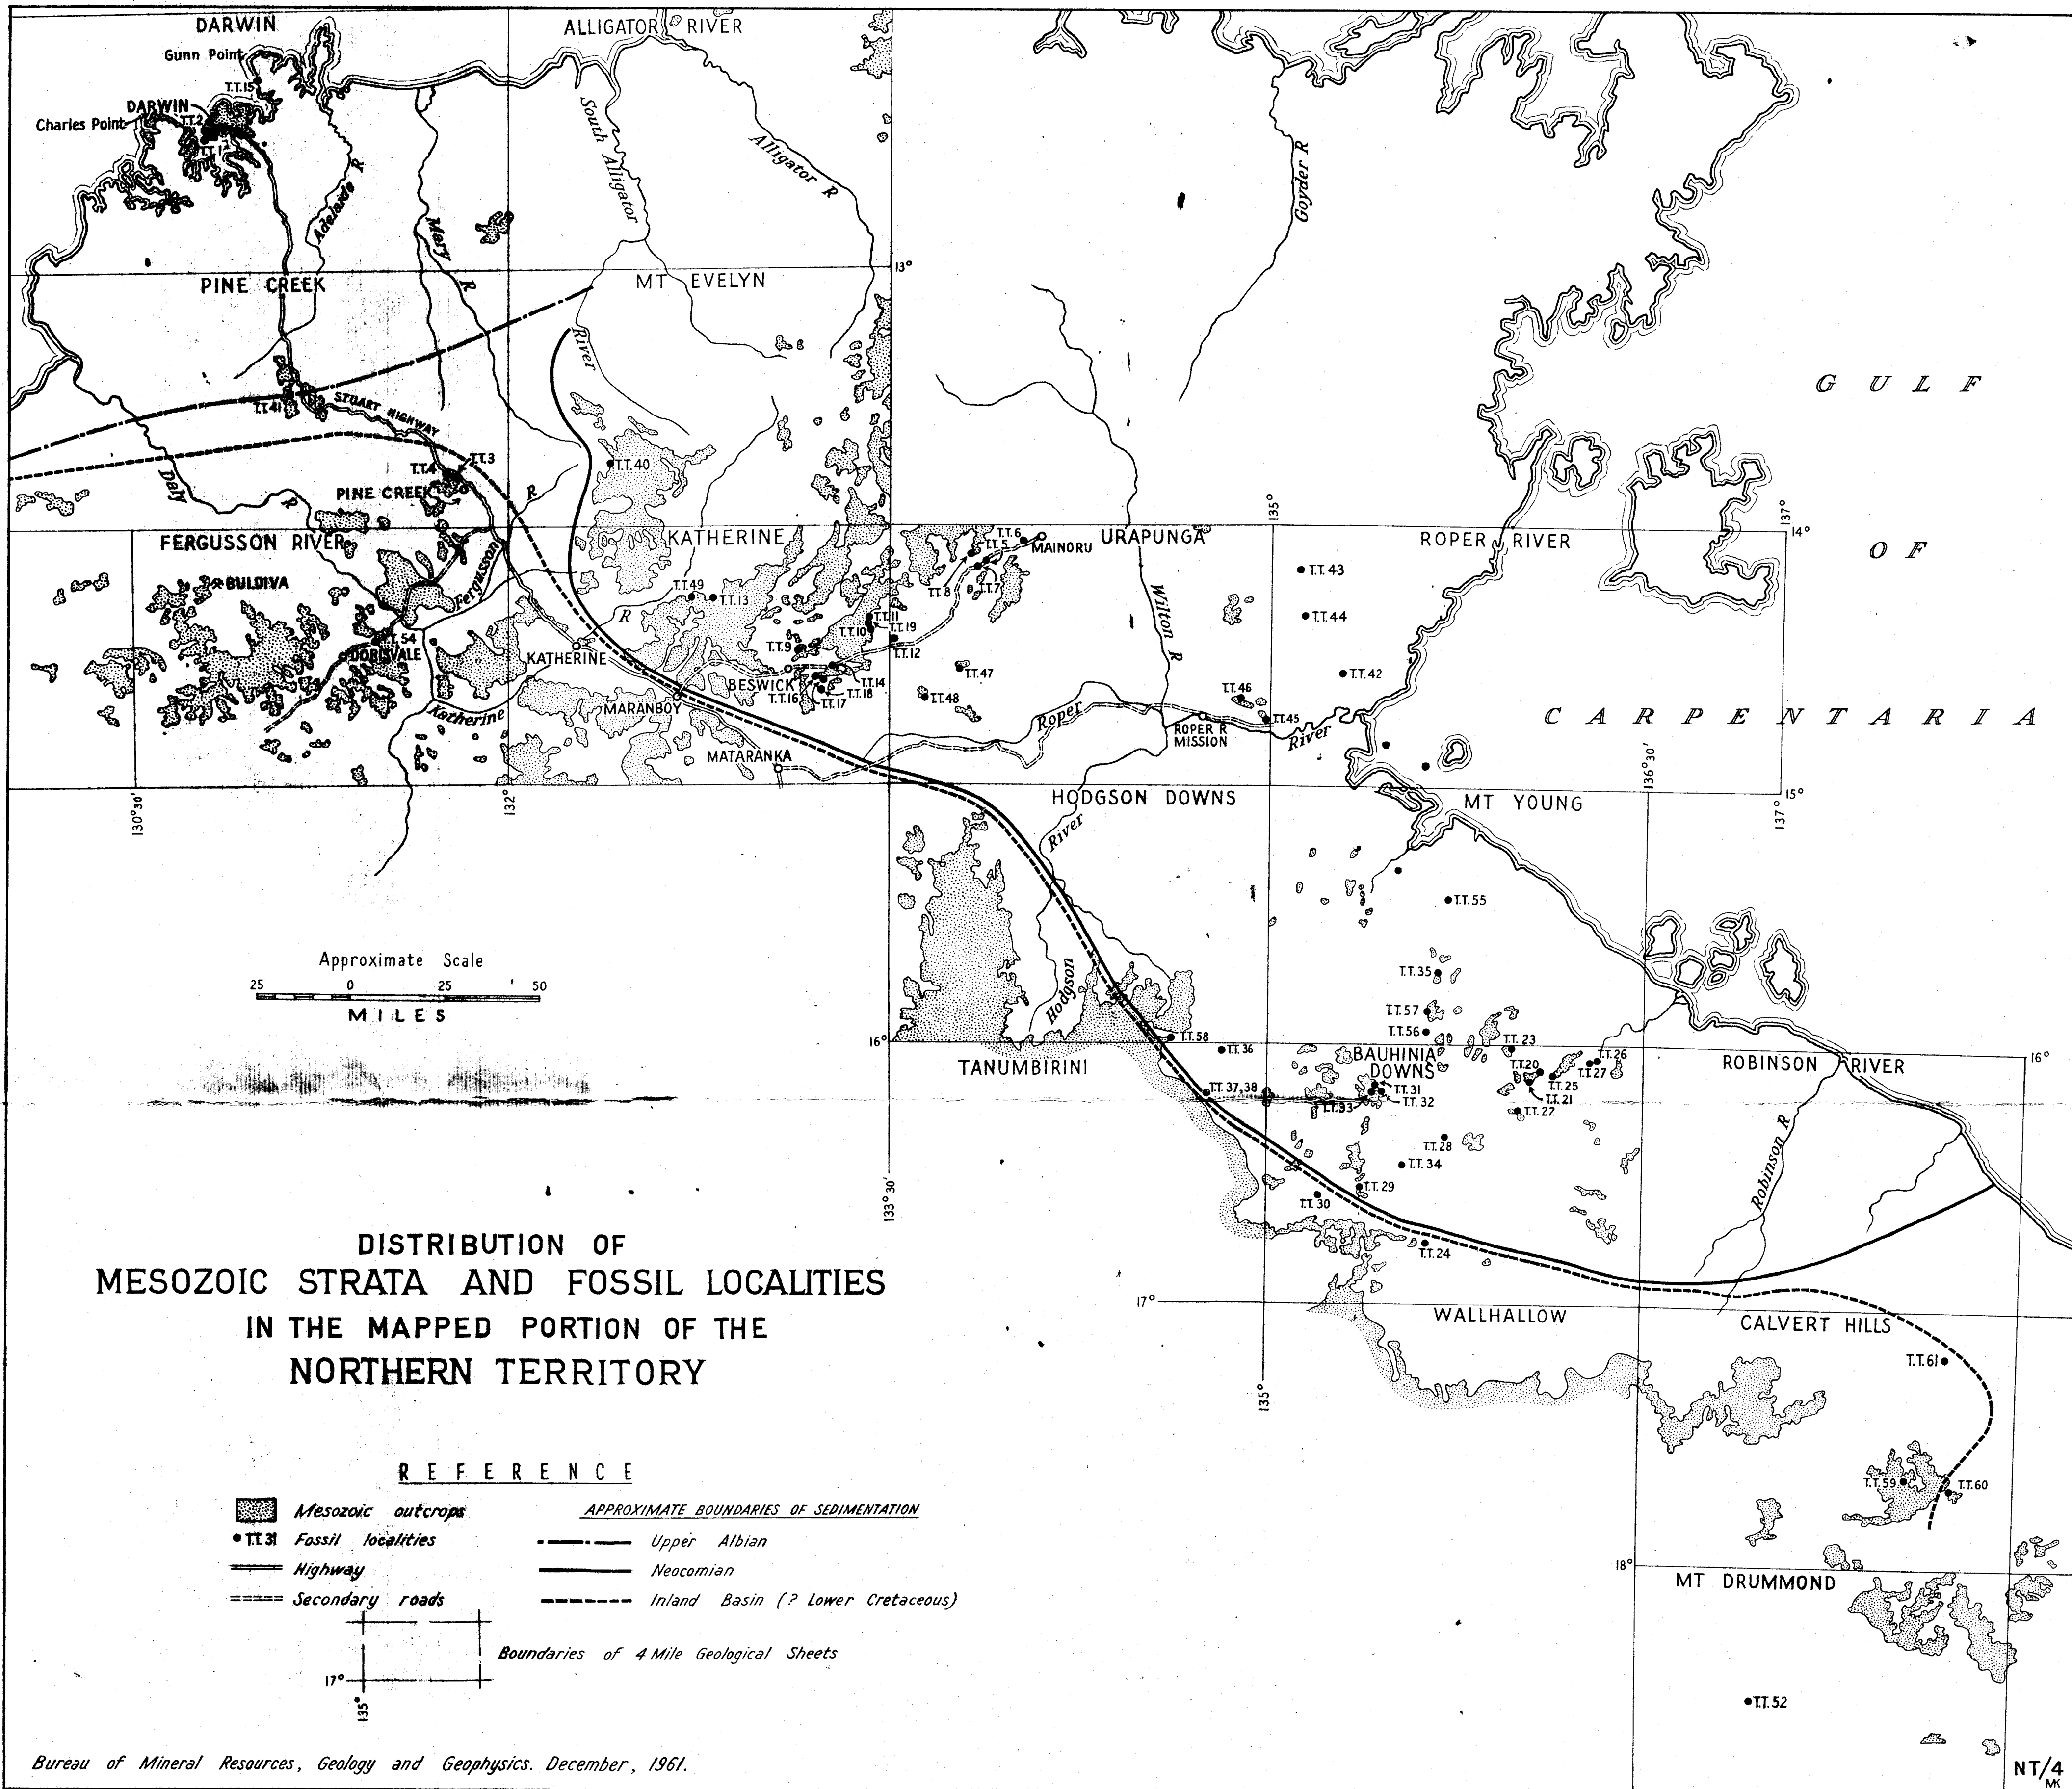 DARWIN
ALLIGATOR RIVER
Gunn Point
T.T.15
DARWIN
T.T.2
Charles Point
T.T.1
Adelaide R
Mary R
South Alligator
River
Alligator R
Goyder R
PINE CREEK
MT EVELYN
13°
GULF
OF
CARPENTARIA
T.T.41
STUART HIGHWAY
T.T.3
T.T.4
PINE CREEK
T.T.40
Daly R
R
FERGUSSON RIVER
KATHERINE
T.T.6
T.T.5
MAINORU
URAPUNGA
135°
ROPER RIVER
137°
14°
BULDIVA
Fergusson
T.T.49
T.T.13
R
T.T.8
T.T.7
T.T.43
T.T.44
Wilton R
T.T.11
T.T.10
T.T.19
T.T.12
T.T.9
T.T.54
DORISVALE
KATHERINE
BESWICK
T.T.14
T.T.16
T.T.18
T.T.17
T.T.47
T.T.48
T.T.42
T.T.46
T.T.45
Katherine
MARANBOY
Roper
ROPER R
MISSION
River
MATARANKA
130°30'
132°
HODGSON DOWNS
MT YOUNG
136°30'
15°
137°
River
T.T.55
Approximate Scale
25 0 25 50
MILES
Hodgson
T.T.35
T.T.57
T.T.56
T.T.58
T.T.36
16°
TANUMBIRINI
BAUHINIA
DOWNS
T.T.23
T.T.26
T.T.27
T.T.20
T.T.25
T.T.21
T.T.22
ROBINSON RIVER
16°
T.T.37,38
T.T.31
T.T.32
T.T.33
T.T.28
T.T.34
T.T.29
T.T.30
T.T.24
Robinson R
133°30'
17°
WALLHALLOW
CALVERT HILLS
T.T.61
135°
T.T.59
T.T.60
18°
MT DRUMMOND
T.T.52
DISTRIBUTION OF
MESOZOIC STRATA AND FOSSIL LOCALITIES
IN THE MAPPED PORTION OF THE
NORTHERN TERRITORY
REFERENCE
Mesozoic outcrops
T.T.31 Fossil localities
Highway
Secondary roads
APPROXIMATE BOUNDARIES OF SEDIMENTATION
Upper Albian
Neocomian
Inland Basin (? Lower Cretaceous)
Boundaries of 4 Mile Geological Sheets
17°
135°
Bureau of Mineral Resources, Geology and Geophysics. December, 1961.
NT/4
MK